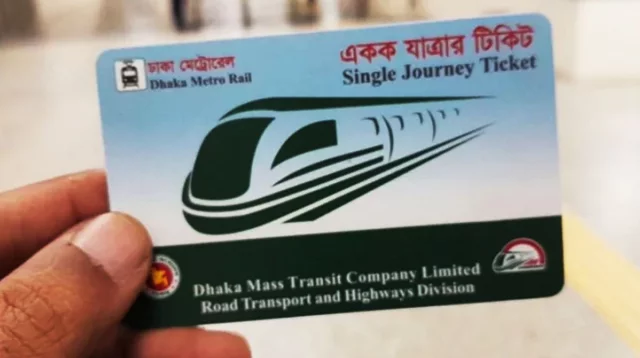 ঢাকা মেট্রোরেল
Dhaka Metro Rail
একক যাত্রার টিকিট
Single Journey Ticket
Dhaka Mass Transit Company Limited
Road Transport and Highways Division